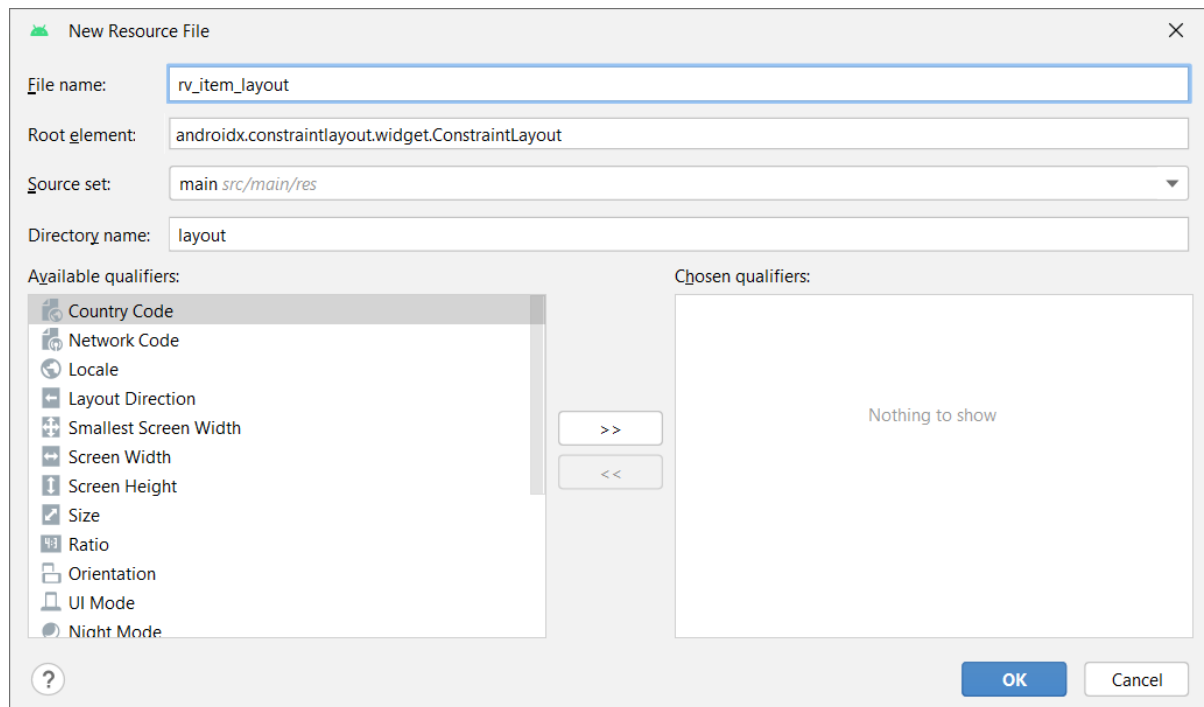 New Resource File
File name: rv_item_layout
Root element: androidx.constraintlayout.widget.ConstraintLayout
Source set: main src/main/res
Directory name: layout
Available qualifiers:
Country Code
Network Code
Locale
Layout Direction
Smallest Screen Width
Screen Width
Screen Height
Size
Ratio
Orientation
UI Mode
Night Mode
>>
<<
Chosen qualifiers:
Nothing to show
?
OK Cancel